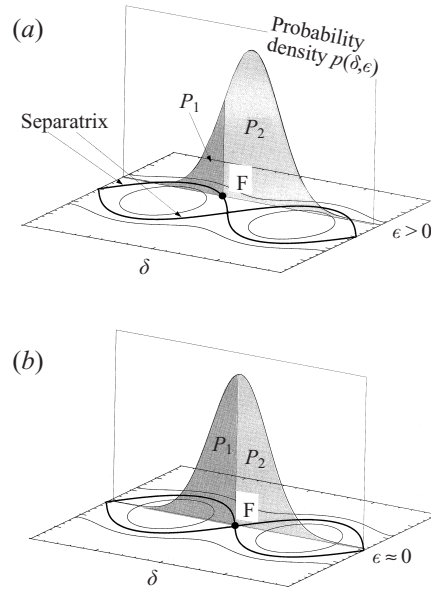 (a)
Probability
density p(δ,ϵ)
P₁
P₂
Separatrix
F
ϵ > 0
δ
(b)
P₁
P₂
F
ϵ ≈ 0
δ